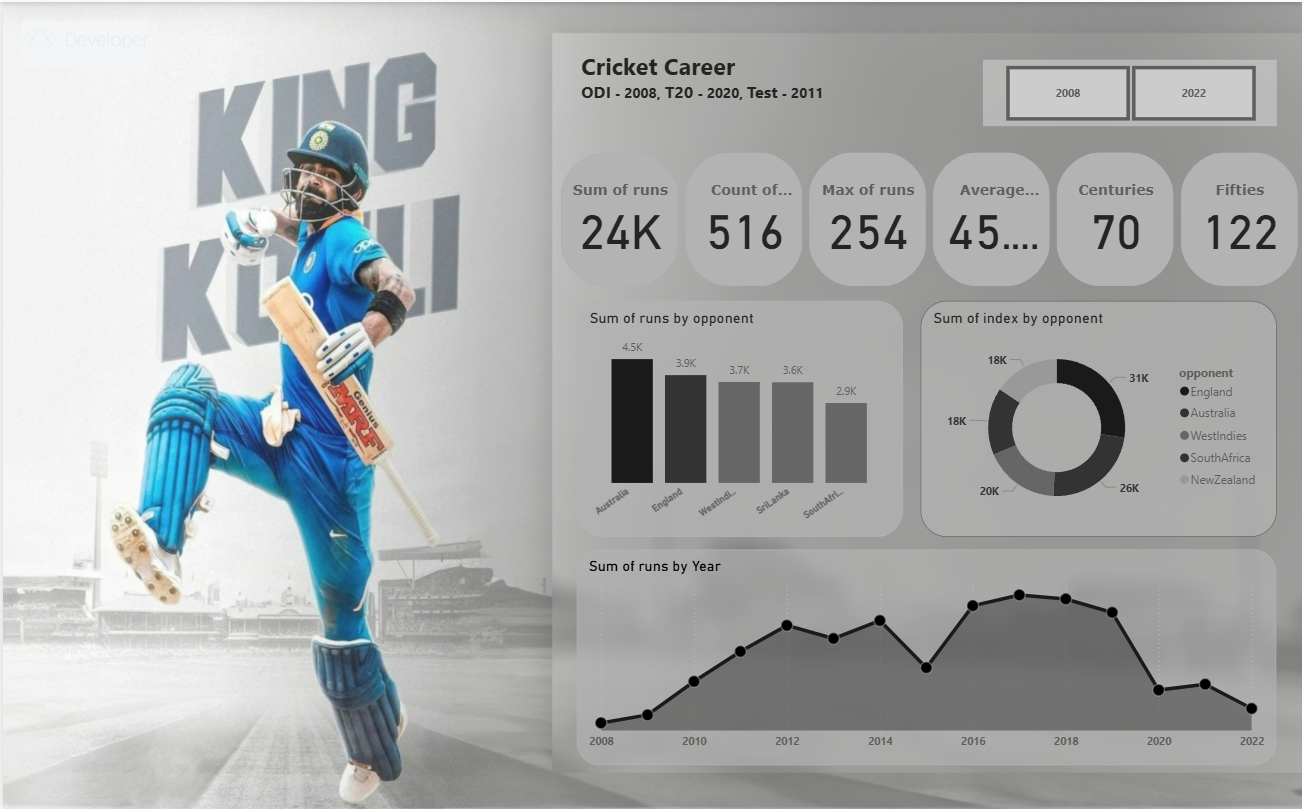 Developer
KING
KOHLI
Genius
MRF
Cricket Career
ODI - 2008, T20 - 2020, Test - 2011
2008
2022
Sum of runs
24K
Count of...
516
Max of runs
254
Average...
45....
Centuries
70
Fifties
122
Sum of runs by opponent
4.5K
3.9K
3.7K
3.6K
2.9K
Australia
England
WestIndi...
SriLanka
SouthAfri...
Sum of index by opponent
18K
31K
18K
20K
26K
opponent
England
Australia
WestIndies
SouthAfrica
NewZealand
Sum of runs by Year
2008
2010
2012
2014
2016
2018
2020
2022